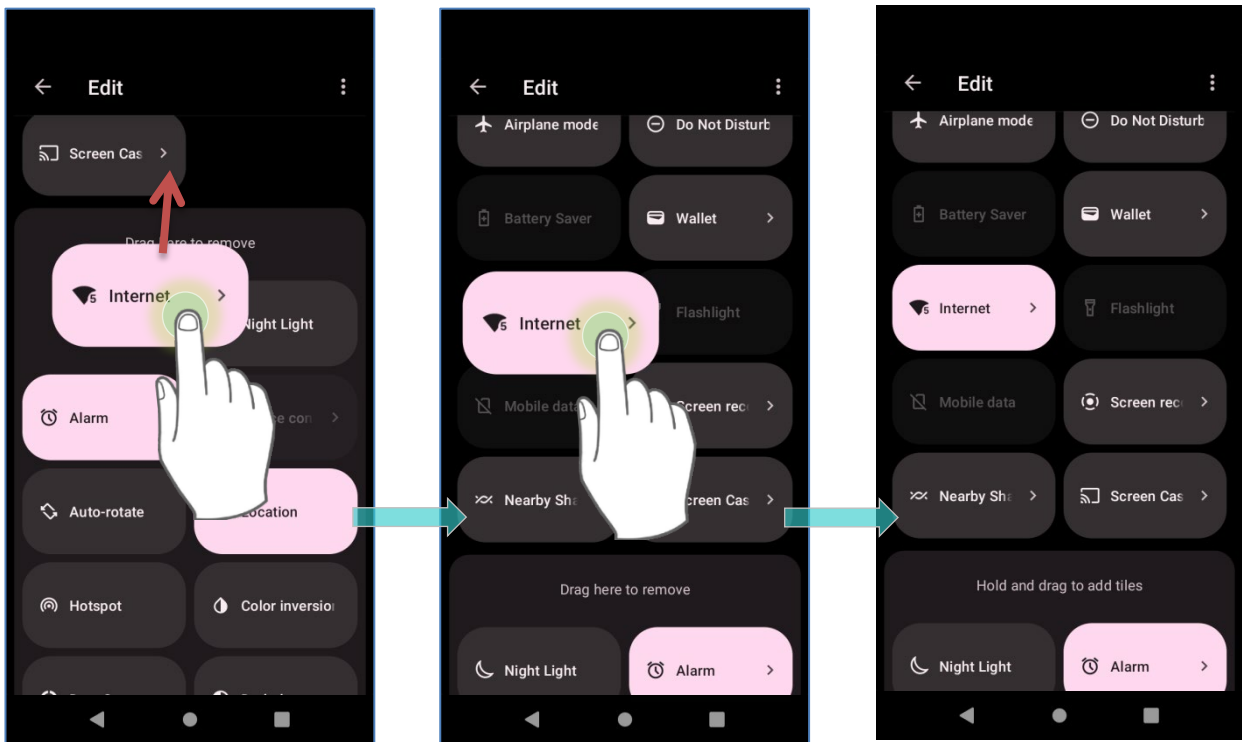 Edit
Screen Cas
Drag here to remove
5 Internet
Night Light
Alarm
Auto-rotate Location
Hotspot Color inversio
Edit
Airplane mode Do Not Disturb
Battery Saver Wallet
5 Internet Flashlight
Mobile data Screen rec
Nearby Sha Screen Cas
Drag here to remove
Night Light Alarm
Edit
Airplane mode Do Not Disturb
Battery Saver Wallet
5 Internet Flashlight
Mobile data Screen rec
Nearby Sha Screen Cas
Hold and drag to add tiles
Night Light Alarm